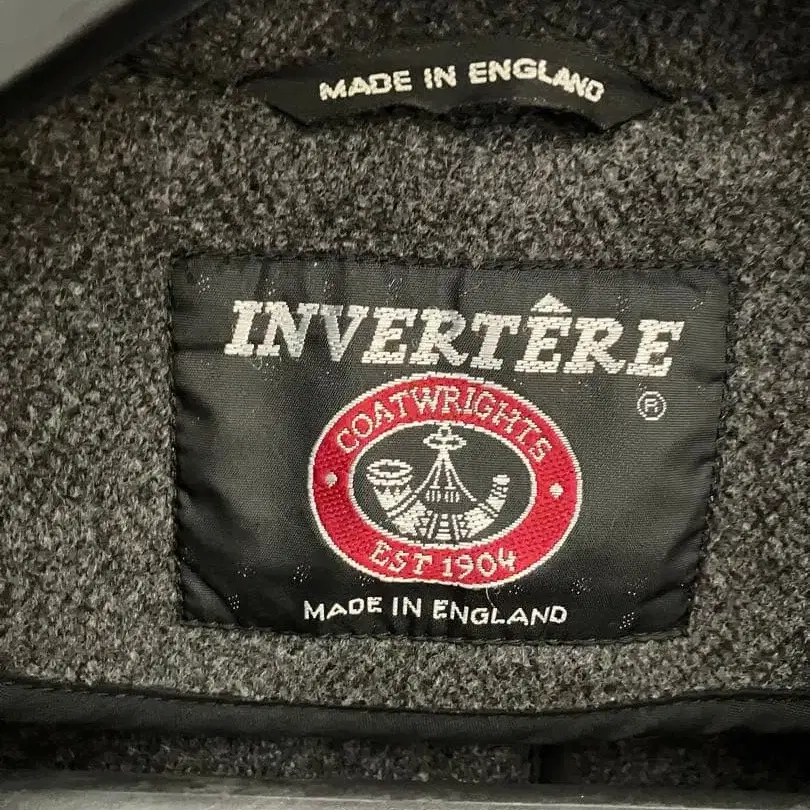 MADE IN ENGLAND
INVERTÊRE
®
COATWRIGHTS
EST 1904
MADE IN ENGLAND